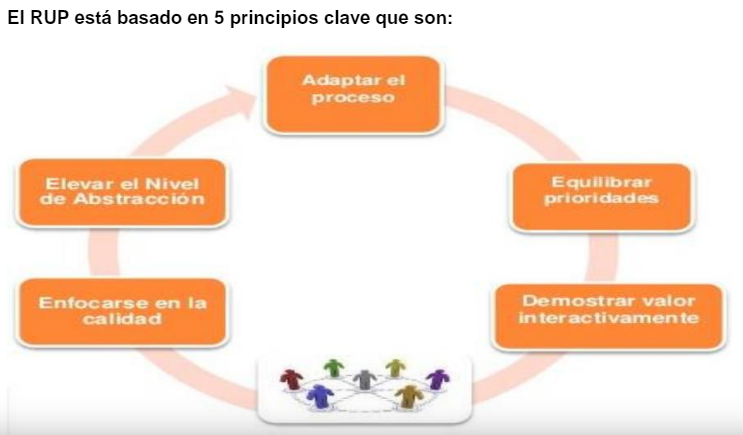 El RUP está basado en 5 principios clave que son:
Adaptar el
proceso
Equilibrar
prioridades
Demostrar valor
interactivamente
Enfocarse en la
calidad
Elevar el Nivel
de Abstracción